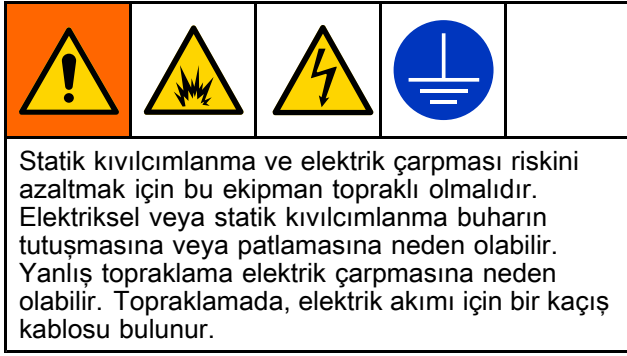 Statik kıvılcımlanma ve elektrik çarpması riskini
azaltmak için bu ekipman topraklı olmalıdır.
Elektriksel veya statik kıvılcımlanma buharın
tutuşmasına veya patlamasına neden olabilir.
Yanlış topraklama elektrik çarpmasına neden
olabilir. Topraklamada, elektrik akımı için bir kaçış
kablosu bulunur.